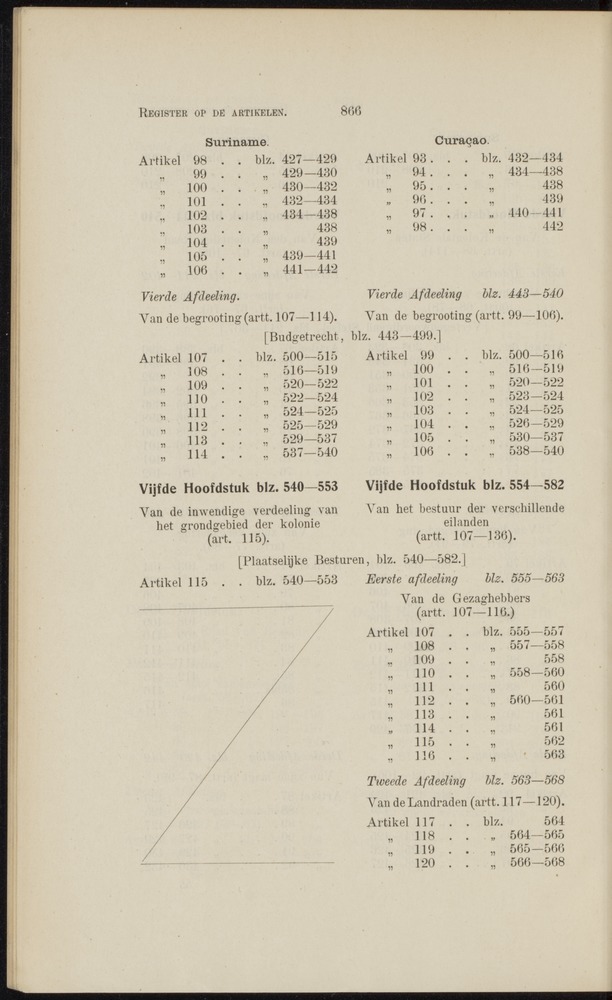 REGISTER OP DE ARTIKELEN. 866
Suriname.
Artikel 98 . . blz. 427—429
„ 99 . . „ 429—430
„ 100 . . „ 430—432
„ 101 . . „ 432—434
„ 102 . . „ 434—438
„ 103 . . „ 438
„ 104 . . „ 439
„ 105 . . „ 439—441
„ 106 . . „ 441—442
Vierde Afdeeling.
Van de begrooting (artt. 107—114).
Curaçao.
Artikel 93 . . . blz. 432—434
„ 94 . . . „ 434—438
„ 95 . . . „ 438
„ 96 . . . „ 439
„ 97 . . . „ 440—441
„ 98 . . . „ 442
Vierde Afdeeling blz. 443—540
Van de begrooting (artt. 99—106).
[Budgetrecht, blz. 443—499.]
Artikel 107 . . blz. 500—515
„ 108 . . „ 516—519
„ 109 . . „ 520—522
„ 110 . . „ 522—524
„ 111 . . „ 524—525
„ 112 . . „ 525—529
„ 113 . . „ 529—537
„ 114 . . „ 537—540
Vijfde Hoofdstuk blz. 540—553
Van de inwendige verdeeling van
het grondgebied der kolonie
(art. 115).
Artikel 99 . . blz. 500—516
„ 100 . . „ 516—519
„ 101 . . „ 520—522
„ 102 . . „ 523—524
„ 103 . . „ 524—525
„ 104 . . „ 526—529
„ 105 . . „ 530—537
„ 106 . . „ 538—540
Vijfde Hoofdstuk blz. 554—582
Van het bestuur der verschillende
eilanden
(artt. 107—136).
[Plaatselijke Besturen, blz. 540—582.]
Artikel 115 . . blz. 540—553
Eerste afdeeling blz. 555—563
Van de Gezaghebbers
(artt. 107—116.)
Artikel 107 . . blz. 555—557
„ 108 . . „ 557—558
„ 109 . . „ 558
„ 110 . . „ 558—560
„ 111 . . „ 560
„ 112 . . „ 560—561
„ 113 . . „ 561
„ 114 . . „ 561
„ 115 . . „ 562
„ 116 . . „ 563
Tweede Afdeeling blz. 563—568
Van de Landraden (artt. 117—120).
Artikel 117 . . blz. 564
„ 118 . . „ 564—565
„ 119 . . „ 565—566
„ 120 . . „ 566—568